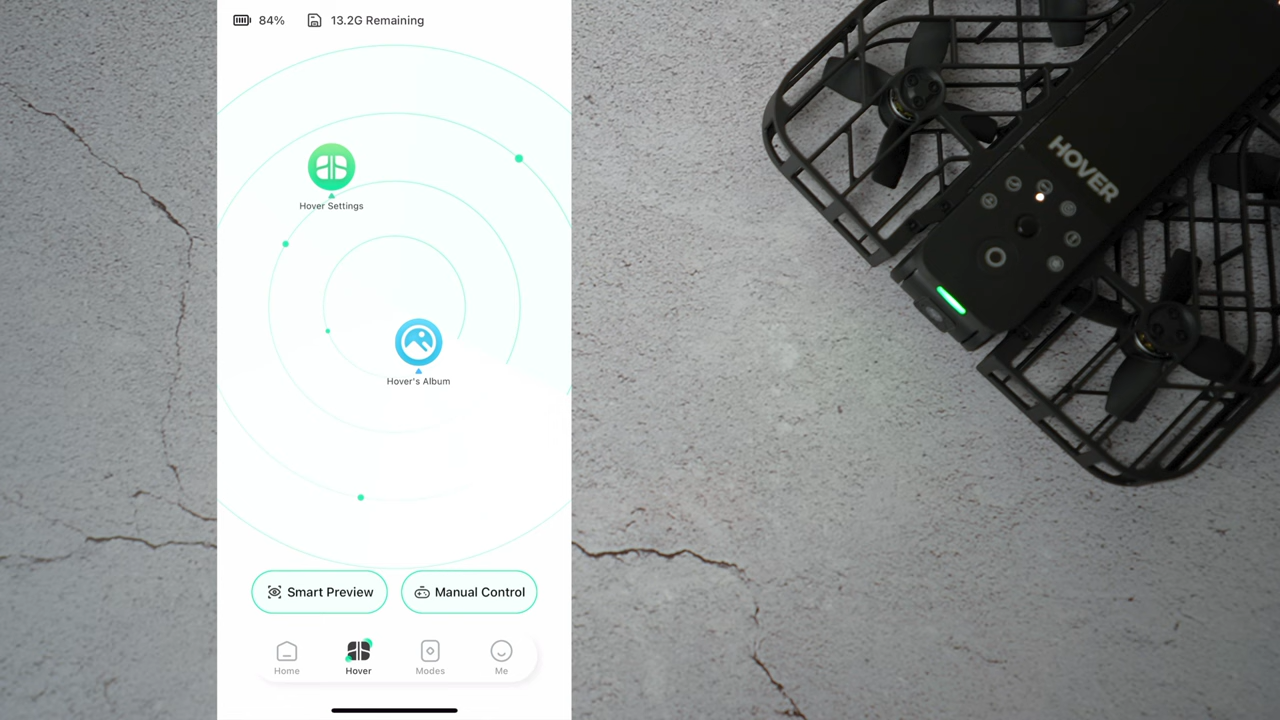 84% 13.2G Remaining
Hover Settings
Hover's Album
Smart Preview Manual Control
Home Hover Modes Me
HOVER